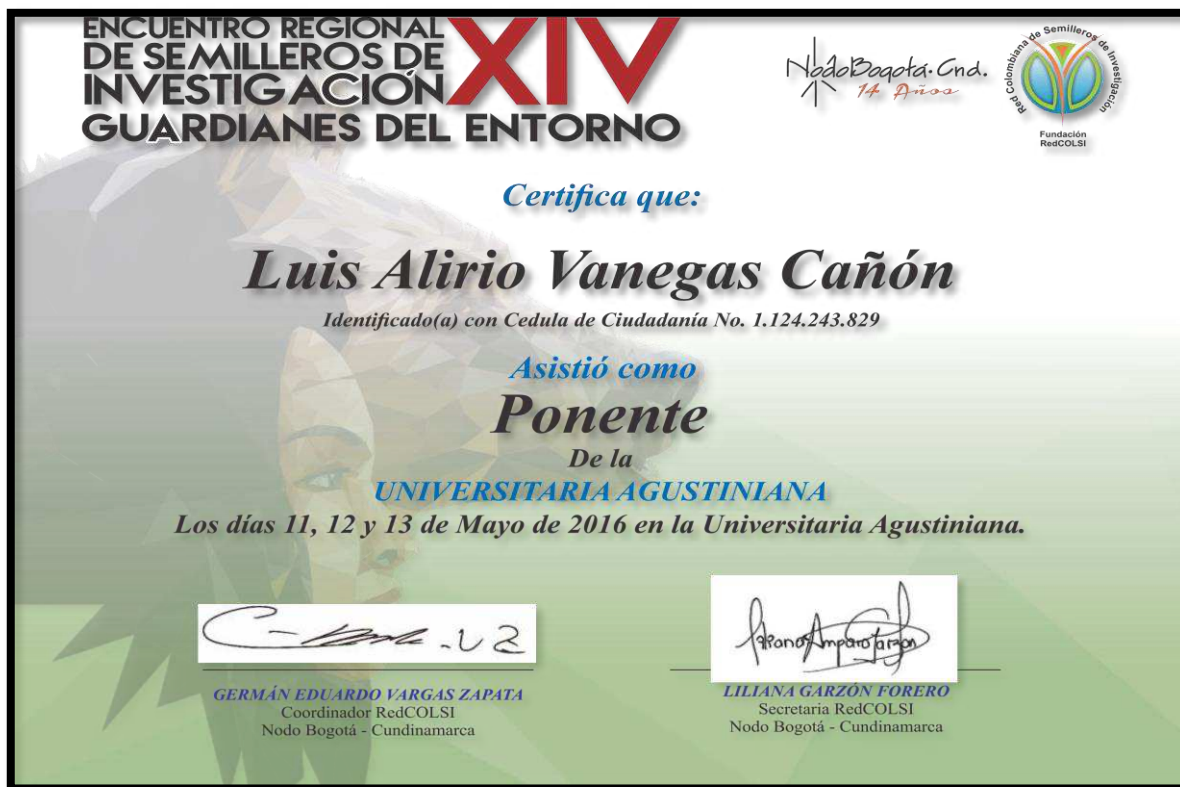 ENCUENTRO REGIONAL
DE SEMILLEROS DE
INVESTIGACIÓN
XIV
GUARDIANES DEL ENTORNO
NodoBogotá·Cnd.
14 Años
Red Colombiana de Semilleros de Investigación
Fundación
RedCOLSI
Certifica que:
Luis Alirio Vanegas Cañón
Identificado(a) con Cedula de Ciudadanía No. 1.124.243.829
Asistió como
Ponente
De la
UNIVERSITARIA AGUSTINIANA
Los días 11, 12 y 13 de Mayo de 2016 en la Universitaria Agustiniana.
GERMÁN EDUARDO VARGAS ZAPATA
Coordinador RedCOLSI
Nodo Bogotá - Cundinamarca
LILIANA GARZÓN FORERO
Secretaria RedCOLSI
Nodo Bogotá - Cundinamarca